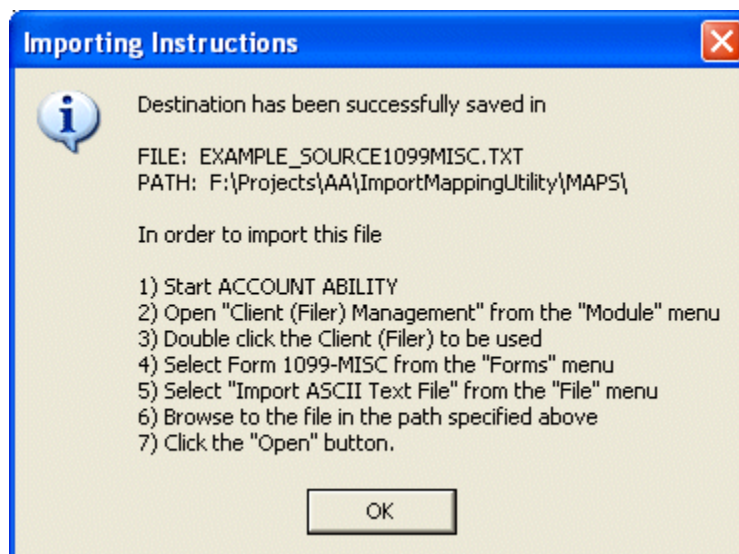 Importing Instructions
Destination has been successfully saved in
FILE: EXAMPLE_SOURCE1099MISC.TXT
PATH: F:\Projects\AA\ImportMappingUtility\MAPS\
In order to import this file
1) Start ACCOUNT ABILITY
2) Open "Client (Filer) Management" from the "Module" menu
3) Double click the Client (Filer) to be used
4) Select Form 1099-MISC from the "Forms" menu
5) Select "Import ASCII Text File" from the "File" menu
6) Browse to the file in the path specified above
7) Click the "Open" button.
OK